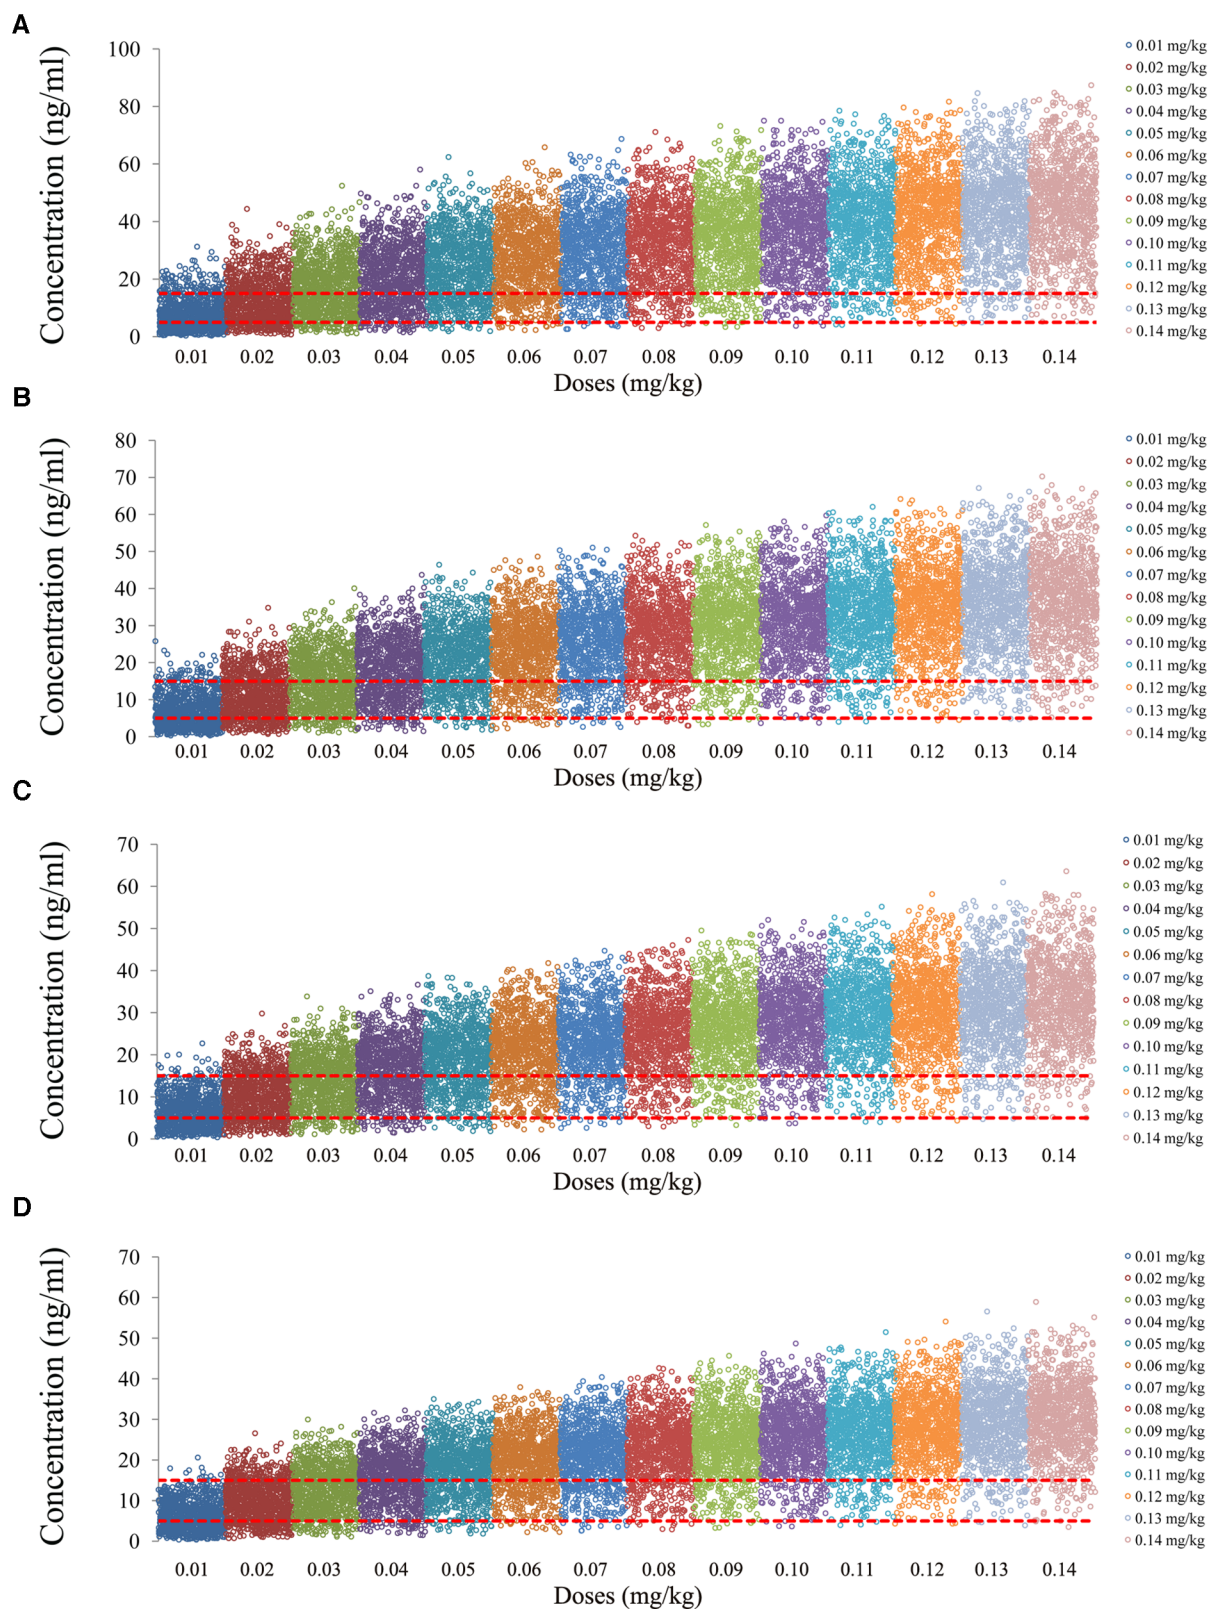 A
Concentration (ng/ml)
100
80
60
40
20
0
0.01 0.02 0.03 0.04 0.05 0.06 0.07 0.08 0.09 0.10 0.11 0.12 0.13 0.14
Doses (mg/kg)
0.01 mg/kg
0.02 mg/kg
0.03 mg/kg
0.04 mg/kg
0.05 mg/kg
0.06 mg/kg
0.07 mg/kg
0.08 mg/kg
0.09 mg/kg
0.10 mg/kg
0.11 mg/kg
0.12 mg/kg
0.13 mg/kg
0.14 mg/kg
B
Concentration (ng/ml)
80
70
60
50
40
30
20
10
0
0.01 0.02 0.03 0.04 0.05 0.06 0.07 0.08 0.09 0.10 0.11 0.12 0.13 0.14
Doses (mg/kg)
0.01 mg/kg
0.02 mg/kg
0.03 mg/kg
0.04 mg/kg
0.05 mg/kg
0.06 mg/kg
0.07 mg/kg
0.08 mg/kg
0.09 mg/kg
0.10 mg/kg
0.11 mg/kg
0.12 mg/kg
0.13 mg/kg
0.14 mg/kg
C
Concentration (ng/ml)
70
60
50
40
30
20
10
0
0.01 0.02 0.03 0.04 0.05 0.06 0.07 0.08 0.09 0.10 0.11 0.12 0.13 0.14
Doses (mg/kg)
0.01 mg/kg
0.02 mg/kg
0.03 mg/kg
0.04 mg/kg
0.05 mg/kg
0.06 mg/kg
0.07 mg/kg
0.08 mg/kg
0.09 mg/kg
0.10 mg/kg
0.11 mg/kg
0.12 mg/kg
0.13 mg/kg
0.14 mg/kg
D
Concentration (ng/ml)
70
60
50
40
30
20
10
0
0.01 0.02 0.03 0.04 0.05 0.06 0.07 0.08 0.09 0.10 0.11 0.12 0.13 0.14
Doses (mg/kg)
0.01 mg/kg
0.02 mg/kg
0.03 mg/kg
0.04 mg/kg
0.05 mg/kg
0.06 mg/kg
0.07 mg/kg
0.08 mg/kg
0.09 mg/kg
0.10 mg/kg
0.11 mg/kg
0.12 mg/kg
0.13 mg/kg
0.14 mg/kg